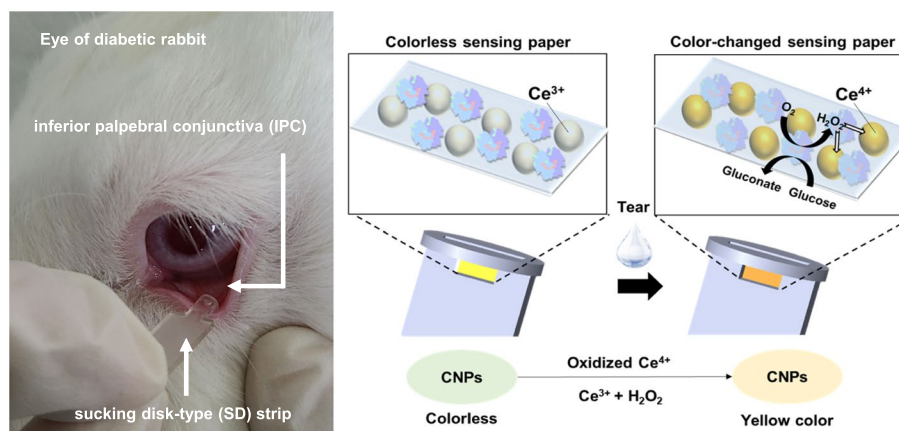 Eye of diabetic rabbit
inferior palpebral conjunctiva (IPC)
sucking disk-type (SD) strip
Colorless sensing paper
Ce³⁺
Color-changed sensing paper
Ce⁴⁺
O₂
H₂O₂
Gluconate
Glucose
Tear
CNPs
Colorless
Oxidized Ce⁴⁺
Ce³⁺ + H₂O₂
CNPs
Yellow color